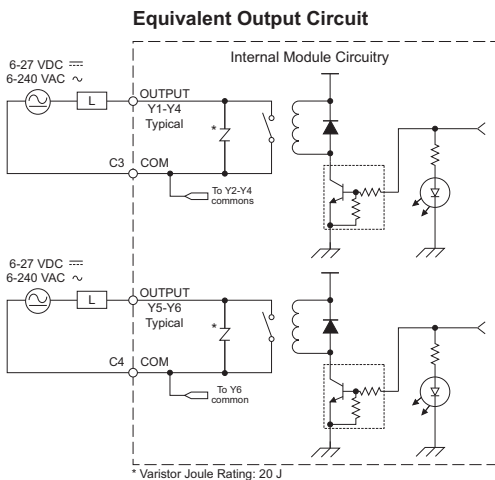 Equivalent Output Circuit
Internal Module Circuitry
6-27 VDC ⎓
6-240 VAC ∿
L
OUTPUT
Y1-Y4
Typical
*
C3
COM
To Y2-Y4
commons
6-27 VDC ⎓
6-240 VAC ∿
L
OUTPUT
Y5-Y6
Typical
*
C4
COM
To Y6
common
* Varistor Joule Rating: 20 J